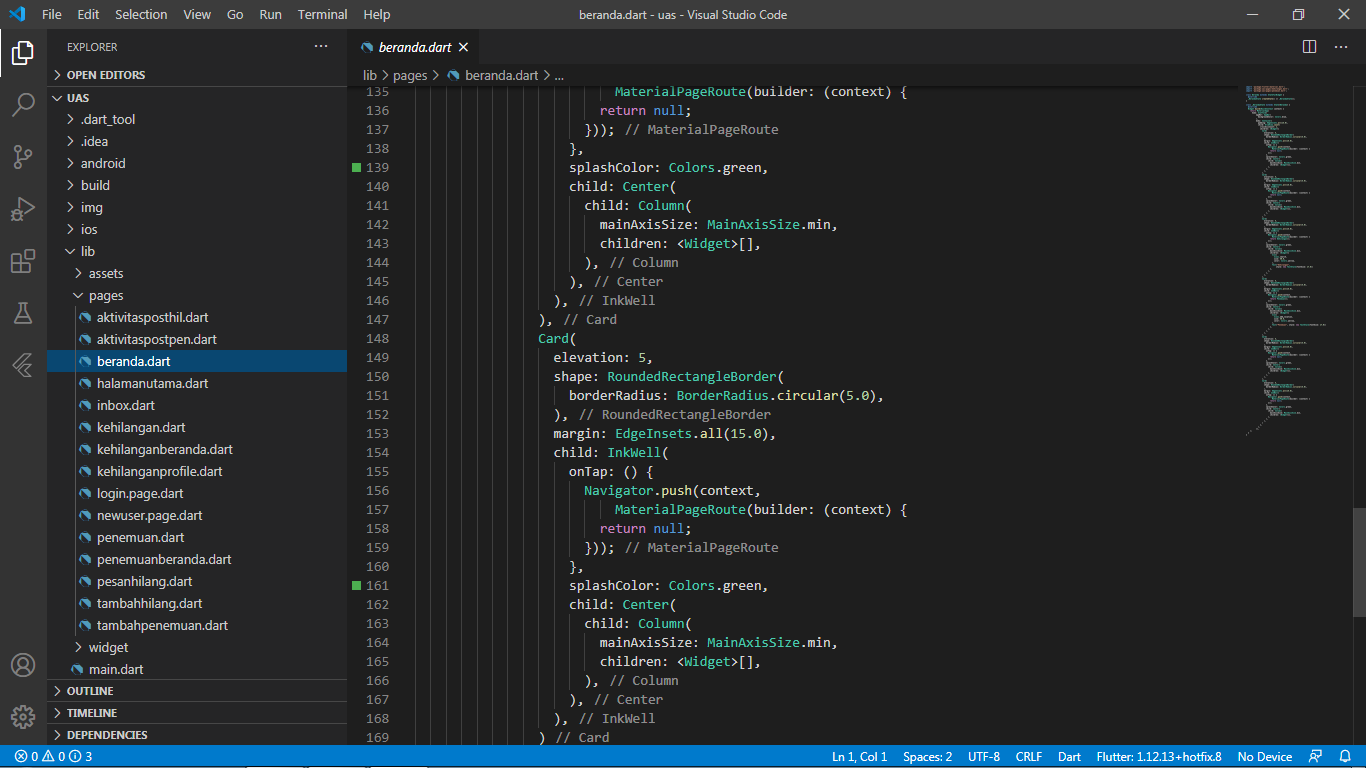 File Edit Selection View Go Run Terminal Help
beranda.dart - uas - Visual Studio Code
EXPLORER
OPEN EDITORS
UAS
.dart_tool
.idea
android
build
img
ios
lib
assets
pages
aktivitasposthil.dart
aktivitaspostpen.dart
beranda.dart
halamanutama.dart
inbox.dart
kehilangan.dart
kehilanganberanda.dart
kehilanganprofile.dart
login.page.dart
newuser.page.dart
penemuan.dart
penemuanberanda.dart
pesanhilang.dart
tambahhilang.dart
tambahpenemuan.dart
widget
main.dart
OUTLINE
TIMELINE
DEPENDENCIES
beranda.dart
lib > pages > beranda.dart > ...
135 MaterialPageRoute(builder: (context) {
136 return null;
137 })); // MaterialPageRoute
138 },
139 splashColor: Colors.green,
140 child: Center(
141 child: Column(
142 mainAxisSize: MainAxisSize.min,
143 children: <Widget>[],
144 ), // Column
145 ), // Center
146 ), // InkWell
147 ), // Card
148 Card(
149 elevation: 5,
150 shape: RoundedRectangleBorder(
151 borderRadius: BorderRadius.circular(5.0),
152 ), // RoundedRectangleBorder
153 margin: EdgeInsets.all(15.0),
154 child: InkWell(
155 onTap: () {
156 Navigator.push(context,
157 MaterialPageRoute(builder: (context) {
158 return null;
159 })); // MaterialPageRoute
160 },
161 splashColor: Colors.green,
162 child: Center(
163 child: Column(
164 mainAxisSize: MainAxisSize.min,
165 children: <Widget>[],
166 ), // Column
167 ), // Center
168 ), // InkWell
169 ) // Card
0 0 3
Ln 1, Col 1 Spaces: 2 UTF-8 CRLF Dart Flutter: 1.12.13+hotfix.8 No Device